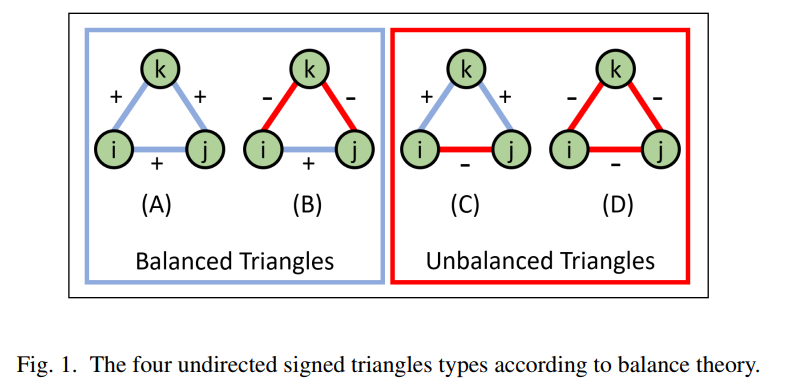 k k k k
+ + - - + + - -
i j i j i j i j
+ + - -
(A) (B) (C) (D)
Balanced Triangles Unbalanced Triangles
Fig. 1. The four undirected signed triangles types according to balance theory.